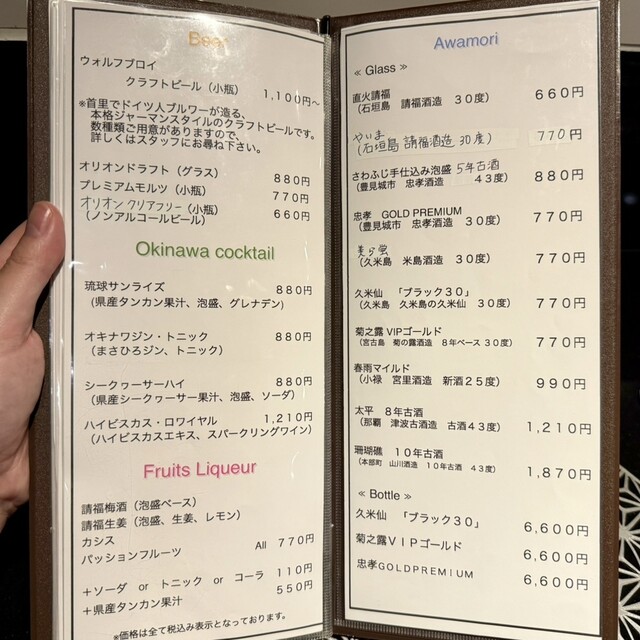 Beer
ウォルフブロイ
クラフトビール（小瓶） 1,100円～
※首里でドイツ人ブルワーが造る、
本格ジャーマンスタイルのクラフトビールです。
数種類ご用意がありますので、
詳しくはスタッフにお尋ね下さい。
オリオンドラフト（グラス） 880円
プレミアムモルツ（小瓶） 770円
オリオンクリアフリー（小瓶） 660円
（ノンアルコールビール）
Okinawa cocktail
琉球サンライズ 880円
（県産タンカン果汁、泡盛、グレナデン）
オキナワジン・トニック 880円
（まさひろジン、トニック）
シークヮーサーハイ 880円
（県産シークヮーサー果汁、泡盛、ソーダ）
ハイビスカス・ロワイヤル 1,210円
（ハイビスカスエキス、スパークリングワイン）
Fruits Liqueur
請福梅酒（泡盛ベース）
請福生姜（泡盛、生姜、レモン）
カシス
パッションフルーツ All 770円
＋ソーダ or トニック or コーラ 110円
＋県産タンカン果汁 550円
※価格は全て税込み表示となっております。
Awamori
≪ Glass ≫
直火請福 660円
（石垣島 請福酒造 30度）
やいま 770円
（石垣島 請福酒造 30度）
さわふじ手仕込み泡盛 5年古酒 880円
（豊見城市 忠孝酒造 43度）
忠孝 GOLD PREMIUM 770円
（豊見城市 忠孝酒造 30度）
美ら蛍 770円
（久米島 米島酒造 30度）
久米仙 「ブラック30」 770円
（久米島 久米島の久米仙 30度）
菊之露 VIPゴールド 770円
（宮古島 菊の露酒造 8年ベース 30度）
春雨マイルド 990円
（小禄 宮里酒造 新酒25度）
太平 8年古酒 1,210円
（那覇 津波古酒造 古酒43度）
珊瑚礁 10年古酒 1,870円
（本部町 山川酒造 10年古酒 43度）
≪ Bottle ≫
久米仙 「ブラック30」 6,600円
菊之露ＶＩＰゴールド 6,600円
忠孝GOLDPREMIUM 6,600円